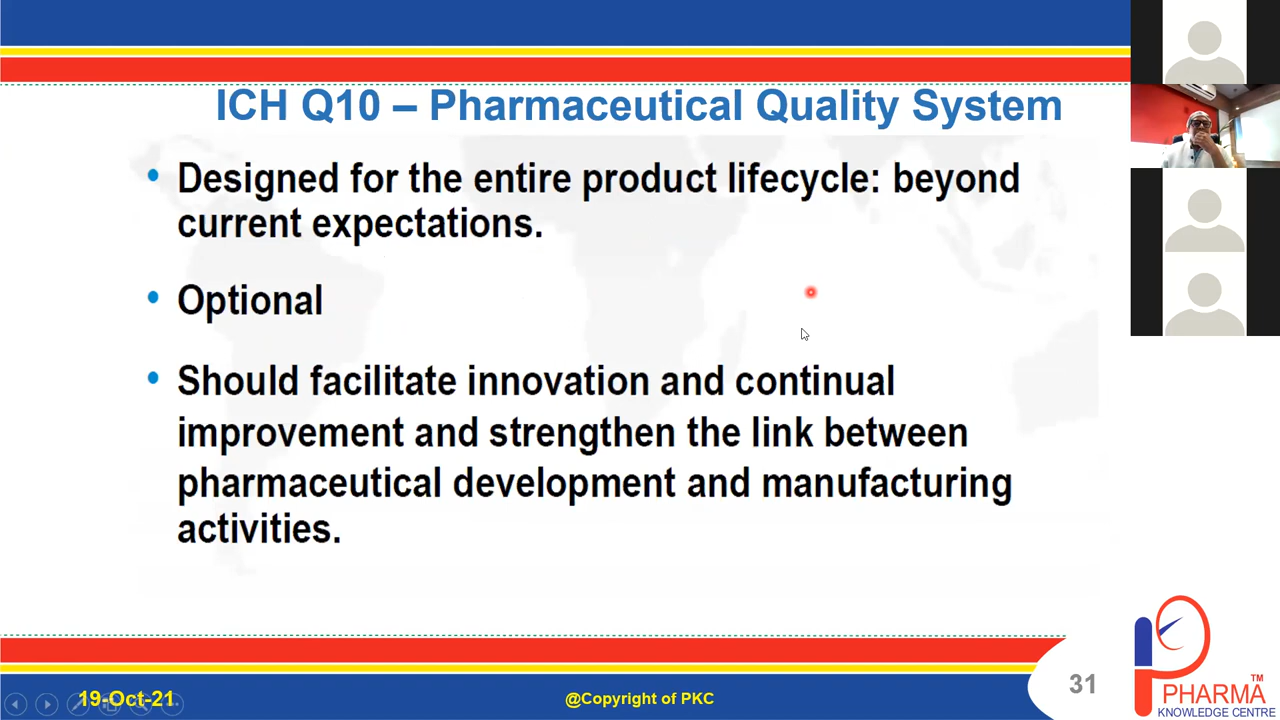 ICH Q10 – Pharmaceutical Quality System
• Designed for the entire product lifecycle: beyond
current expectations.
• Optional
• Should facilitate innovation and continual
improvement and strengthen the link between
pharmaceutical development and manufacturing
activities.
19-Oct-21
@Copyright of PKC
31
PHARMA™
KNOWLEDGE CENTRE